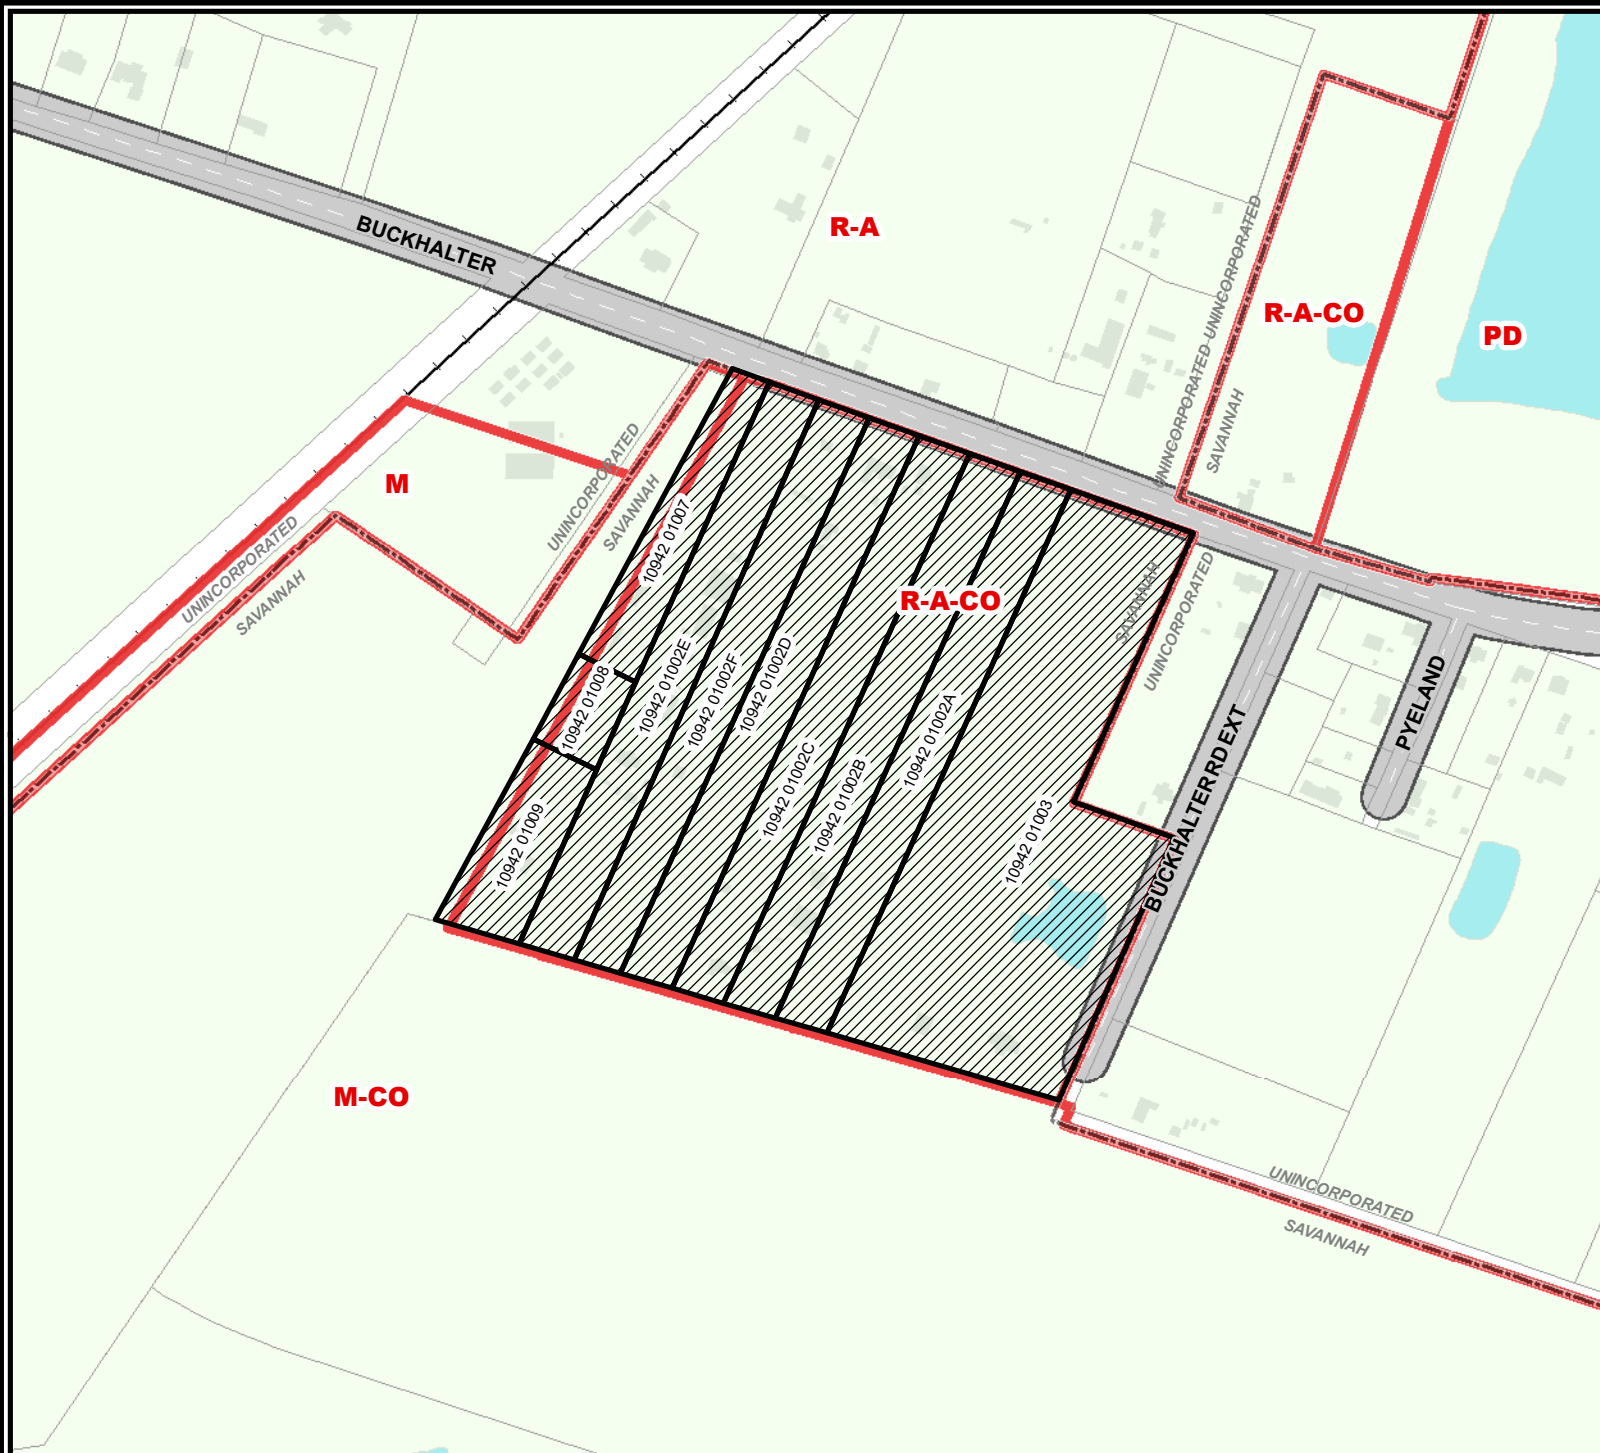 BUCKHALTER
R-A
R-A-CO
PD
UNINCORPORATED
UNINCORPORATED
SAVANNAH
M
UNINCORPORATED
SAVANNAH
UNINCORPORATED
SAVANNAH
10942 01007
R-A-CO
SAVANNAH
UNINCORPORATED
10942 01008
10942 01002E
10942 01002F
10942 01002D
10942 01002C
10942 01002B
10942 01002A
10942 01009
10942 01003
BUCKHALTER RD EXT
PYELAND
M-CO
UNINCORPORATED
SAVANNAH